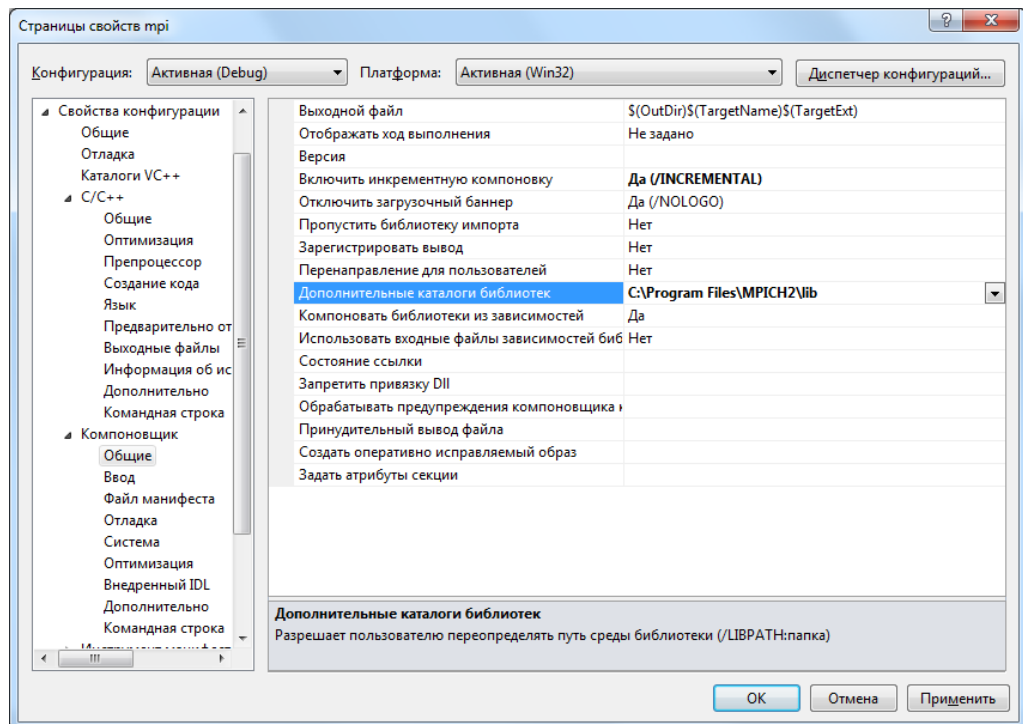 Страницы свойств mpi
Конфигурация: Активная (Debug) Платформа: Активная (Win32) Диспетчер конфигураций...
Свойства конфигурации
Общие
Отладка
Каталоги VC++
C/C++
Общие
Оптимизация
Препроцессор
Создание кода
Язык
Предварительно от
Выходные файлы
Информация об ис
Дополнительно
Командная строка
Компоновщик
Общие
Ввод
Файл манифеста
Отладка
Система
Оптимизация
Внедренный IDL
Дополнительно
Командная строка
Выходной файл $(OutDir)$(TargetName)$(TargetExt)
Отображать ход выполнения Не задано
Версия
Включить инкрементную компоновку Да (/INCREMENTAL)
Отключить загрузочный баннер Да (/NOLOGO)
Пропустить библиотеку импорта Нет
Зарегистрировать вывод Нет
Перенаправление для пользователей Нет
Дополнительные каталоги библиотек C:\Program Files\MPICH2\lib
Компоновать библиотеки из зависимостей Да
Использовать входные файлы зависимостей биб Нет
Состояние ссылки
Запретить привязку Dll
Обрабатывать предупреждения компоновщика к
Принудительный вывод файла
Создать оперативно исправляемый образ
Задать атрибуты секции
Дополнительные каталоги библиотек
Разрешает пользователю переопределять путь среды библиотеки (/LIBPATH:папка)
ОК Отмена Применить